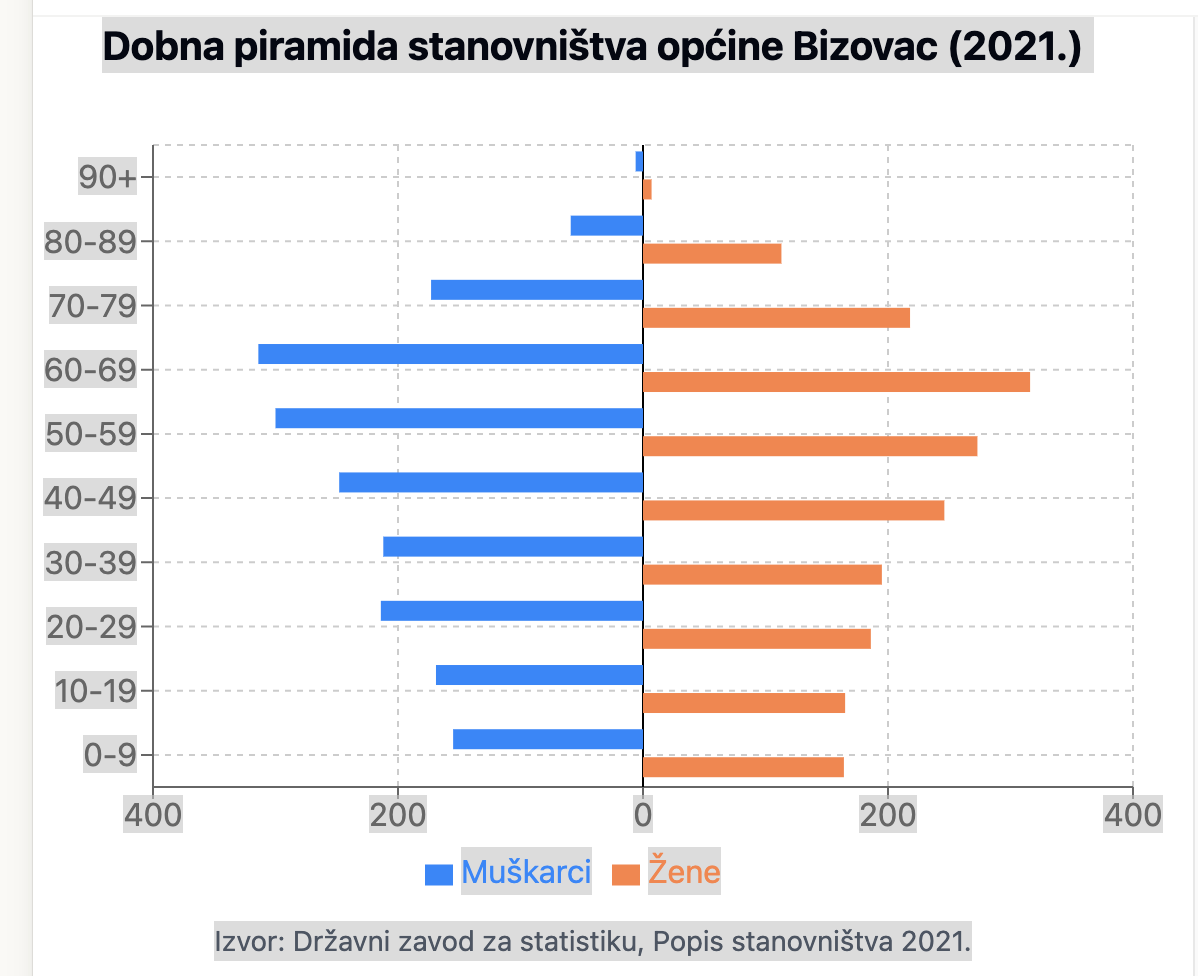 Dobna piramida stanovništva općine Bizovac (2021.)
90+
80-89
70-79
60-69
50-59
40-49
30-39
20-29
10-19
0-9
400 200 0 200 400
Muškarci Žene
Izvor: Državni zavod za statistiku, Popis stanovništva 2021.